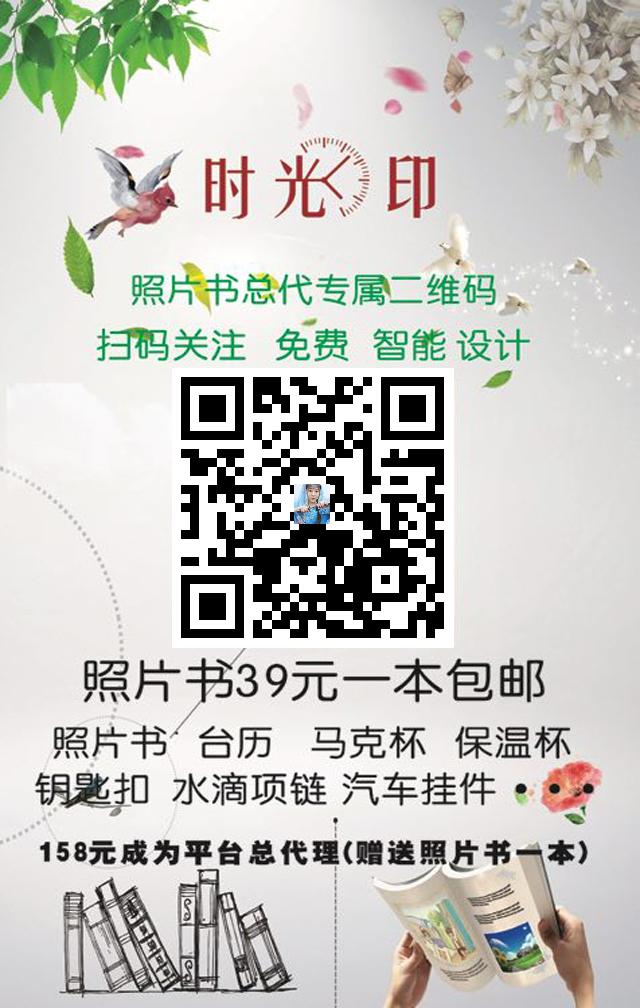 时光印
照片书总代专属二维码
扫码关注 免费 智能 设计
照片书39元一本包邮
照片书 台历 马克杯 保温杯
钥匙扣 水滴项链 汽车挂件
158元成为平台总代理(赠送照片书一本)